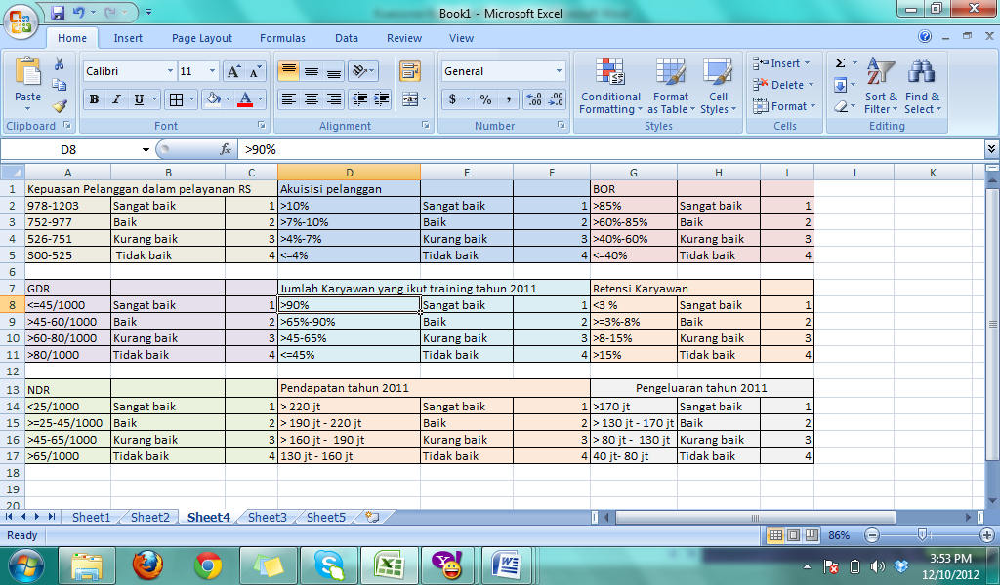 Book1 - Microsoft Excel
Home Insert Page Layout Formulas Data Review View
Calibri 11 General Insert Σ
Paste B I U $ % , Conditional Formatting Format as Table Cell Styles Delete Format Sort & Filter Find & Select
Clipboard Font Alignment Number Styles Cells Editing
D8 fx >90%
A B C D E F G H I J K
1 Kepuasan Pelanggan dalam pelayanan RS Akuisisi pelanggan BOR
2 978-1203 Sangat baik 1 >10% Sangat baik 1 >85% Sangat baik 1
3 752-977 Baik 2 >7%-10% Baik 2 >60%-85% Baik 2
4 526-751 Kurang baik 3 >4%-7% Kurang baik 3 >40%-60% Kurang baik 3
5 300-525 Tidak baik 4 <=4% Tidak baik 4 <=40% Tidak baik 4
6
7 GDR Jumlah Karyawan yang ikut training tahun 2011 Retensi Karyawan
8 <=45/1000 Sangat baik 1 >90% Sangat baik 1 <3 % Sangat baik 1
9 >45-60/1000 Baik 2 >65%-90% Baik 2 >=3%-8% Baik 2
10 >60-80/1000 Kurang baik 3 >45-65% Kurang baik 3 >8-15% Kurang baik 3
11 >80/1000 Tidak baik 4 <=45% Tidak baik 4 >15% Tidak baik 4
12
13 NDR Pendapatan tahun 2011 Pengeluaran tahun 2011
14 <25/1000 Sangat baik 1 > 220 jt Sangat baik 1 >170 jt Sangat baik 1
15 >=25-45/1000 Baik 2 > 190 jt - 220 jt Baik 2 > 130 jt - 170 jt Baik 2
16 >45-65/1000 Kurang baik 3 > 160 jt - 190 jt Kurang baik 3 > 80 jt - 130 jt Kurang baik 3
17 >65/1000 Tidak baik 4 130 jt - 160 jt Tidak baik 4 40 jt- 80 jt Tidak baik 4
18
19
20
Sheet1 Sheet2 Sheet4 Sheet3 Sheet5
Ready 86%
3:53 PM
12/10/2012